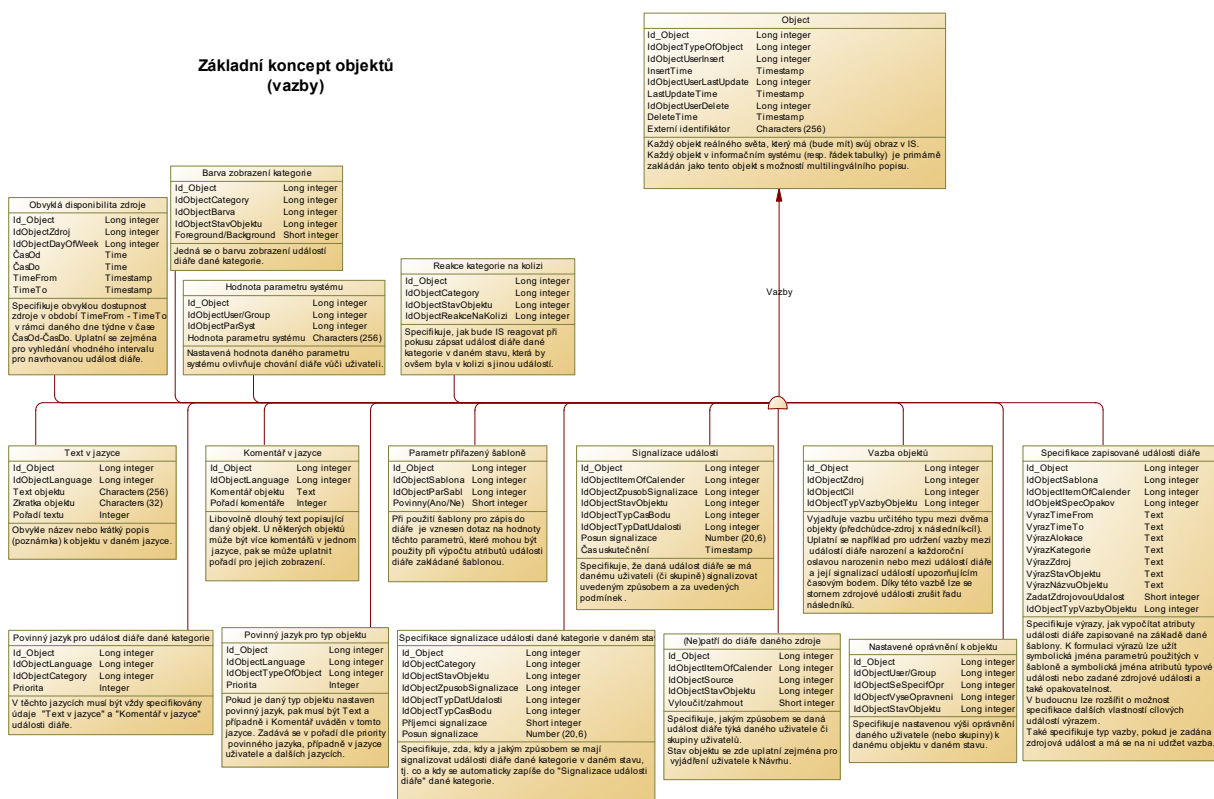 Základní koncept objektů
(vazby)
Object
Id_Object Long integer
IdObjectTypeOfObject Long integer
IdObjectUserInsert Long integer
InsertTime Timestamp
IdObjectUserLastUpdate Long integer
LastUpdateTime Timestamp
IdObjectUserDelete Long integer
DeleteTime Timestamp
Externí identifikátor Characters (256)
Každý objekt reálného světa, který má (bude mít) svůj obraz v IS.
Každý objekt v informačním systému (resp. řádek tabulky) je primárně
zakládán jako tento objekt s možností multilingválního popisu.
Vazby
Obvyklá disponibilita zdroje
Id_Object Long integer
IdObjectZdroj Long integer
IdObjectDayOfWeek Long integer
ČasOd Time
ČasDo Time
TimeFrom Timestamp
TimeTo Timestamp
Specifikuje obvyklou dostupnost
zdroje v období TimeFrom - TimeTo
v rámci daného dne týdne v čase
ČasOd-ČasDo. Uplatní se zejména
pro vyhledání vhodného intervalu
pro navrhovanou událost diáře.
Barva zobrazení kategorie
Id_Object Long integer
IdObjectCategory Long integer
IdObjectBarva Long integer
IdObjectStavObjektu Long integer
Foreground/Background Short integer
Jedná se o barvu zobrazení událostí
diáře dané kategorie.
Hodnota parametru systému
Id_Object Long integer
IdObjectUser/Group Long integer
IdObjectParSyst Long integer
Hodnota parametru systému Characters (256)
Nastavená hodnota daného parametru
systému ovlivňuje chování diáře vůči uživateli.
Reakce kategorie na kolizi
Id_Object Long integer
IdObjectCategory Long integer
IdObjectStavObjektu Long integer
IdObjectReakceNaKolizi Long integer
Specifikuje, jak bude IS reagovat při
pokusu zápsat událost diáře dané
kategorie v daném stavu, která by
ovšem byla v kolizi s jinou událostí.
Text v jazyce
Id_Object Long integer
IdObjectLanguage Long integer
Text objektu Characters (256)
Zkratka objektu Characters (32)
Pořadí textu Integer
Obvykle název nebo krátký popis
(poznámka) k objektu v daném jazyce.
Komentář v jazyce
Id_Object Long integer
IdObjectLanguage Long integer
Komentář objektu Text
Pořadí komentáře Integer
Libovolně dlouhý text popisující
daný objekt. U některých objektů
může být více komentářů v jednom
jazyce, pak se může uplatnit
pořadí pro jejich zobrazení.
Parametr přiřazený šabloně
Id_Object Long integer
IdObjectSablona Long integer
IdObjectParSabl Long integer
Povinny(Ano/Ne) Short integer
Při použití šablony pro zápis do
diáře je vznesen dotaz na hodnoty
těchto parametrů, které mohou být
použity při výpočtu atributů události
diáře zakládané šablonou.
Signalizace události
Id_Object Long integer
IdObjectItemOfCalender Long integer
IdObjectZpusobSignalizace Long integer
IdObjectStavObjektu Long integer
IdObjectTypCasBodu Long integer
IdObjectTypDatUdalosti Long integer
Posun signalizace Number (20,6)
Čas uskutečnění Timestamp
Specifikuje, že daná událost diáře se má
danému uživateli (či skupině) signalizovat
uvedeným způsobem a za uvedených
podmínek.
Vazba objektů
Id_Object Long integer
IdObjectZdroj Long integer
IdObjectCil Long integer
IdObjectTypVazbyObjektu Long integer
Vyjadřuje vazbu určitého typu mezi dvěma
objekty (předchůdce-zdroj x následník-cíl).
Uplatní se například pro udržení vazby mezi
událostí diáře narození a každoroční
oslavou narozenin nebo mezi událostí diáře
a její signalizací událostí upozorňujícím
časovým bodem. Díky této vazbě lze se
stornem zdrojové události zrušit řadu
následníků.
Specifikace zapisované události diáře
Id_Object Long integer
IdObjectSablona Long integer
IdObjectItemOfCalender Long integer
IdObjektSpecOpakov Long integer
VyrazTimeFrom Text
VyrazTimeTo Text
VýrazAlokace Text
VýrazKategorie Text
VýrazZdroj Text
VýrazStavObjektu Text
VýrazNázvuObjektu Text
ZadatZdrojovouUdalost Short integer
IdObjectTypVazbyObjektu Long integer
Specifikuje výrazy, jak vypočítat atributy
události diáře zapisované na základě dané
šablony. K formulaci výrazů lze užít
symbolická jména parametrů použitých v
šabloně a symbolická jména atributů typové
události nebo zadané zdrojové události a
také opakovatelnost.
V budoucnu lze rozšířit o možnost
specifikace dalších vlastností cílových
událostí výrazem.
Také specifikuje typ vazby, pokud je zadána
zdrojová událost a má se na ni udržet vazba.
Povinný jazyk pro událost diáře dané kategorie
Id_Object Long integer
IdObjectLanguage Long integer
IdObjectCategory Long integer
Priorita Integer
V těchto jazycích musí být vždy specifikovány
údaje "Text v jazyce" a "Komentář v jazyce"
události diáře.
Povinný jazyk pro typ objektu
Id_Object Long integer
IdObjectLanguage Long integer
IdObjectTypeOfObject Long integer
Priorita Integer
Pokud je daný typ objektu nastaven
povinný jazyk, pak musí být Text a
případně i Komentář uváděn v tomto
jazyce. Zadává se v pořadí dle priority
povinného jazyka, případně v jazyce
uživatele a dalších jazycích.
Specifikace signalizace události dané kategorie v daném stav
Id_Object Long integer
IdObjectCategory Long integer
IdObjectStavObjektu Long integer
IdObjectZpusobSignalizace Long integer
IdObjectTypDatUdalosti Long integer
IdObjectTypCasBodu Long integer
Příjemci signalizace Short integer
Posun signalizace Number (20,6)
Specifikuje, zda, kdy a jakým způsobem se mají
signalizovat události diáře dané kategorie v daném stavu,
tj. co a kdy se automaticky zapíše do "Signalizace události
diáře" dané kategorie.
(Ne)patří do diáře daného zdroje
Id_Object Long integer
IdObjectItemOfCalender Long integer
IdObjectSource Long integer
IdObjectStavObjektu Long integer
Vyloučit/zahrnout Short integer
Specifikuje, jakým způsobem se daná
událost diáře týká daného uživatele či
skupiny uživatelů.
Stav objektu se zde uplatní zejména pro
vyjádření uživatele k Návrhu.
Nastavené oprávnění k objektu
Id_Object Long integer
IdObjectUser/Group Long integer
IdObjectSeSpecifOpr Long integer
IdObjectVyseOpravneni Long integer
IdObjectStavObjektu Long integer
Specifikuje nastavenou výši oprávnění
daného uživatele (nebo skupiny) k
danému objektu v daném stavu.